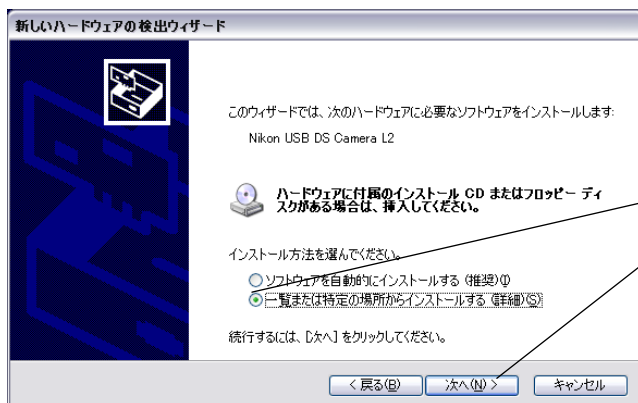 新しいハードウェアの検出ウィザード
このウィザードでは、次のハードウェアに必要なソフトウェアをインストールします:
Nikon USB DS Camera L2
ハードウェアに付属のインストール CD またはフロッピー ディ
スクがある場合は、挿入してください。
インストール方法を選んでください。
ソフトウェアを自動的にインストールする (推奨)(I)
一覧または特定の場所からインストールする (詳細)(S)
続行するには、[次へ] をクリックしてください。
< 戻る(B) 次へ(N) > キャンセル